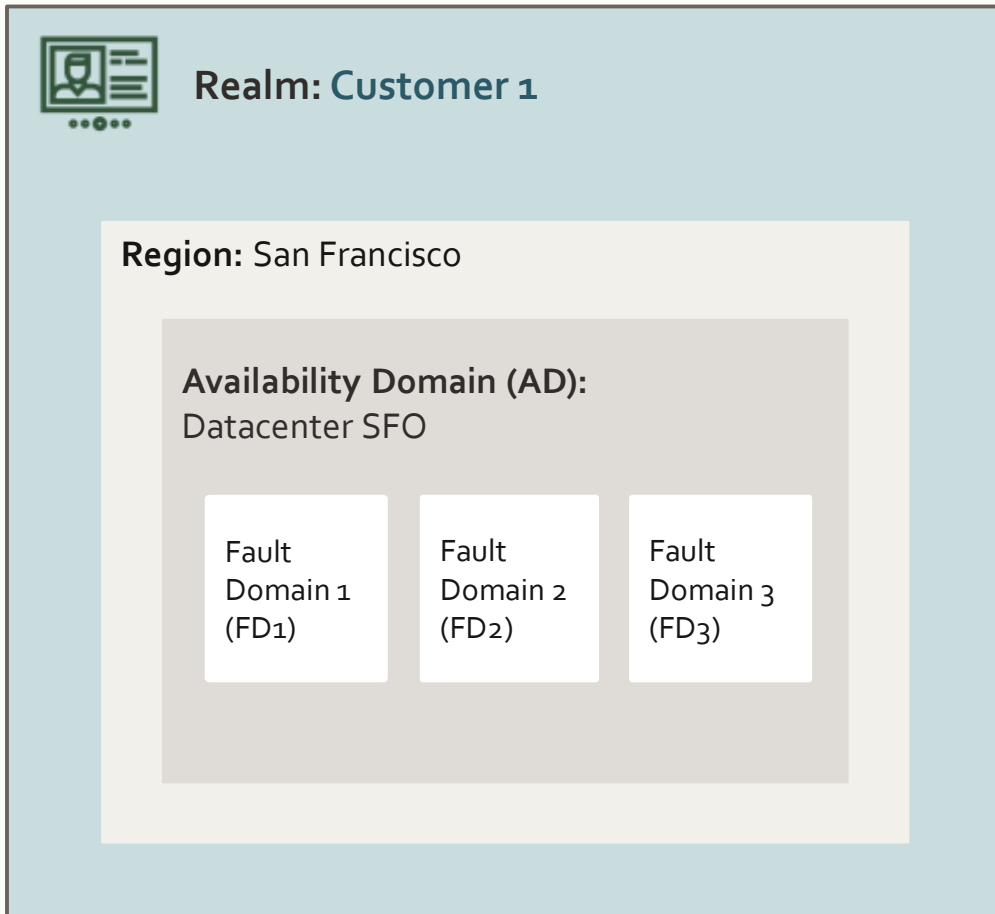 Realm: Customer 1
Region: San Francisco
Availability Domain (AD):
Datacenter SFO
Fault
Domain 1
(FD1)
Fault
Domain 2
(FD2)
Fault
Domain 3
(FD3)